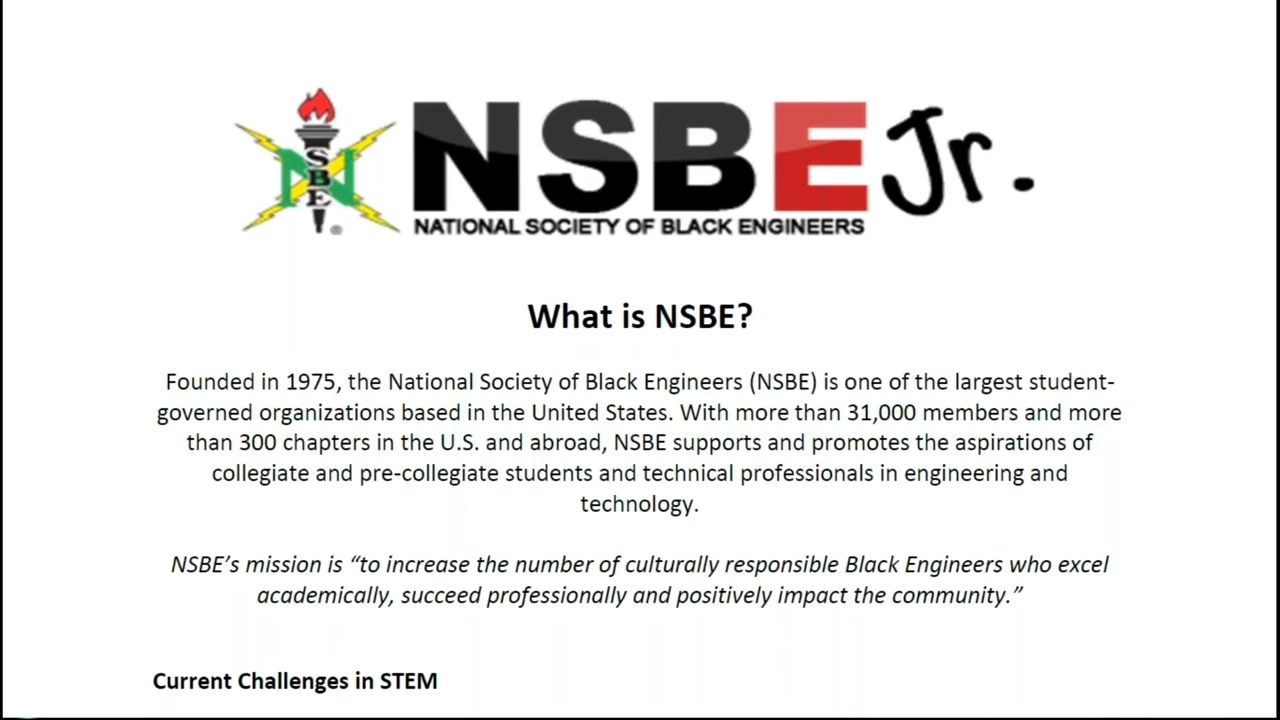 NSBE
NSBE Jr.
NATIONAL SOCIETY OF BLACK ENGINEERS
What is NSBE?
Founded in 1975, the National Society of Black Engineers (NSBE) is one of the largest student-
governed organizations based in the United States. With more than 31,000 members and more
than 300 chapters in the U.S. and abroad, NSBE supports and promotes the aspirations of
collegiate and pre-collegiate students and technical professionals in engineering and
technology.
NSBE’s mission is “to increase the number of culturally responsible Black Engineers who excel
academically, succeed professionally and positively impact the community.”
Current Challenges in STEM